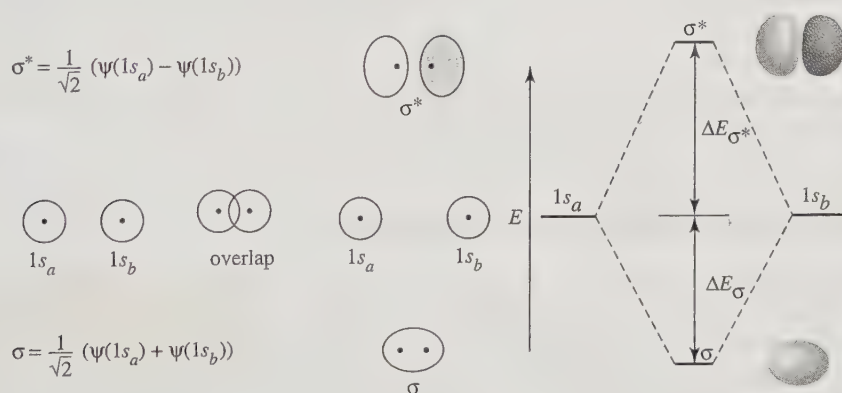 σ*
σ* = 1/√2 (ψ(1s_a) − ψ(1s_b))
σ*
ΔE_σ*
1s_a
1s_b
E
1s_a
1s_b
overlap
1s_a
1s_b
ΔE_σ
σ = 1/√2 (ψ(1s_a) + ψ(1s_b))
σ
σ